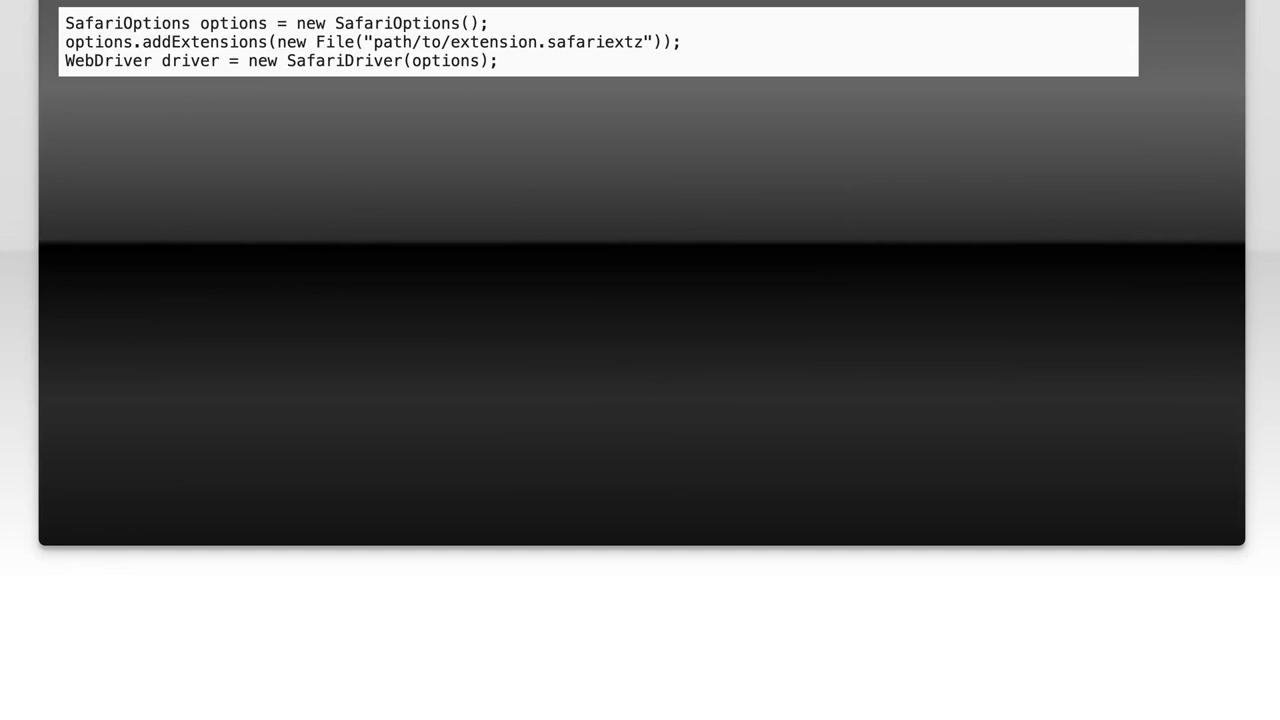 SafariOptions options = new SafariOptions();
options.addExtensions(new File("path/to/extension.safariextz"));
WebDriver driver = new SafariDriver(options);